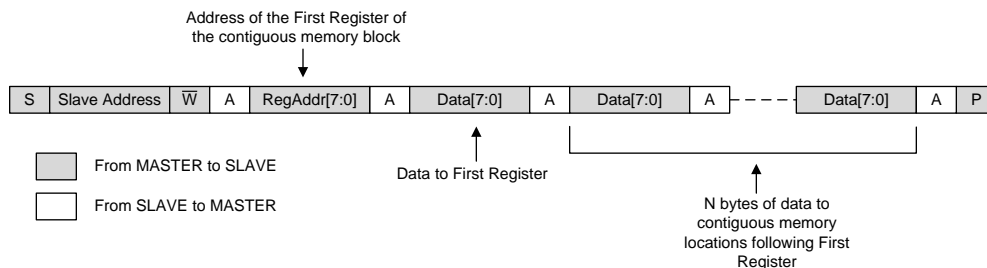 Address of the First Register of
the contiguous memory block
S Slave Address W̅ A RegAddr[7:0] A Data[7:0] A Data[7:0] A Data[7:0] A P
From MASTER to SLAVE
Data to First Register
From SLAVE to MASTER
N bytes of data to
contiguous memory
locations following First
Register